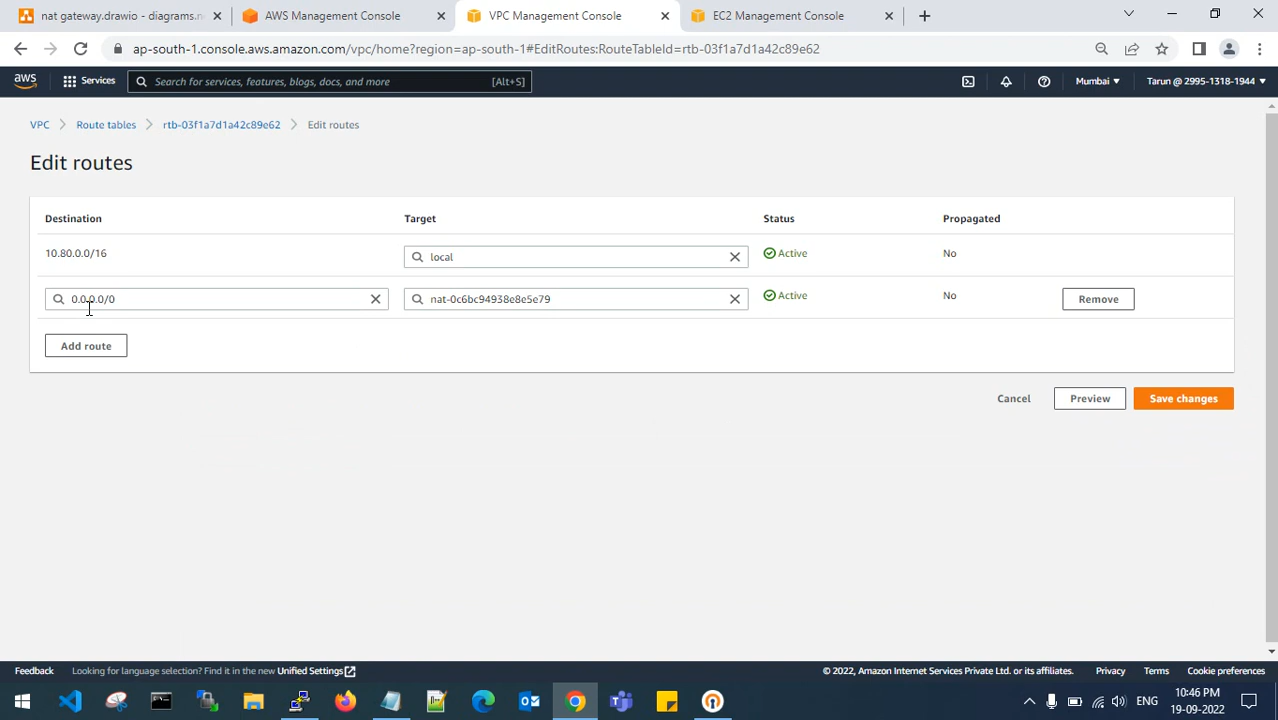 nat gateway.drawio - diagrams.n
AWS Management Console
VPC Management Console
EC2 Management Console
ap-south-1.console.aws.amazon.com/vpc/home?region=ap-south-1#EditRoutes:RouteTableId=rtb-03f1a7d1a42c89e62
aws
Services
Search for services, features, blogs, docs, and more
[Alt+S]
Mumbai
Tarun @ 2995-1318-1944
VPC
Route tables
rtb-03f1a7d1a42c89e62
Edit routes
Edit routes
Destination
Target
Status
Propagated
10.80.0.0/16
local
Active
No
0.0.0.0/0
nat-0c6bc94938e8e5e79
Active
No
Remove
Add route
Cancel
Preview
Save changes
Feedback
Looking for language selection? Find it in the new Unified Settings
© 2022, Amazon Internet Services Private Ltd. or its affiliates.
Privacy
Terms
Cookie preferences
ENG
10:46 PM
19-09-2022